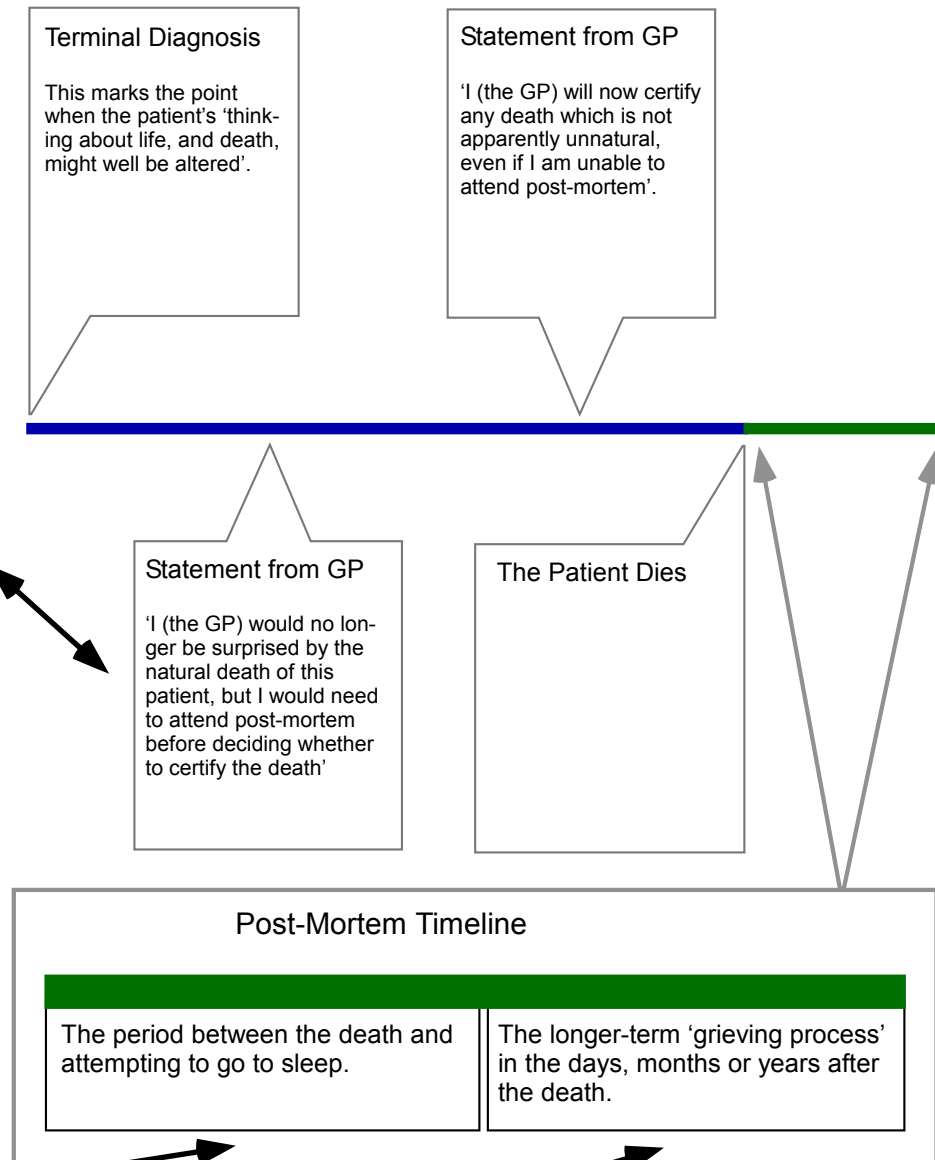 Terminal Diagnosis
This marks the point
when the patient's 'think-
ing about life, and death,
might well be altered'.
Statement from GP
'I (the GP) will now certify
any death which is not
apparently unnatural,
even if I am unable to
attend post-mortem'.
Statement from GP
'I (the GP) would no lon-
ger be surprised by the
natural death of this
patient, but I would need
to attend post-mortem
before deciding whether
to certify the death'
The Patient Dies
Post-Mortem Timeline
The period between the death and
attempting to go to sleep.
The longer-term 'grieving process'
in the days, months or years after
the death.